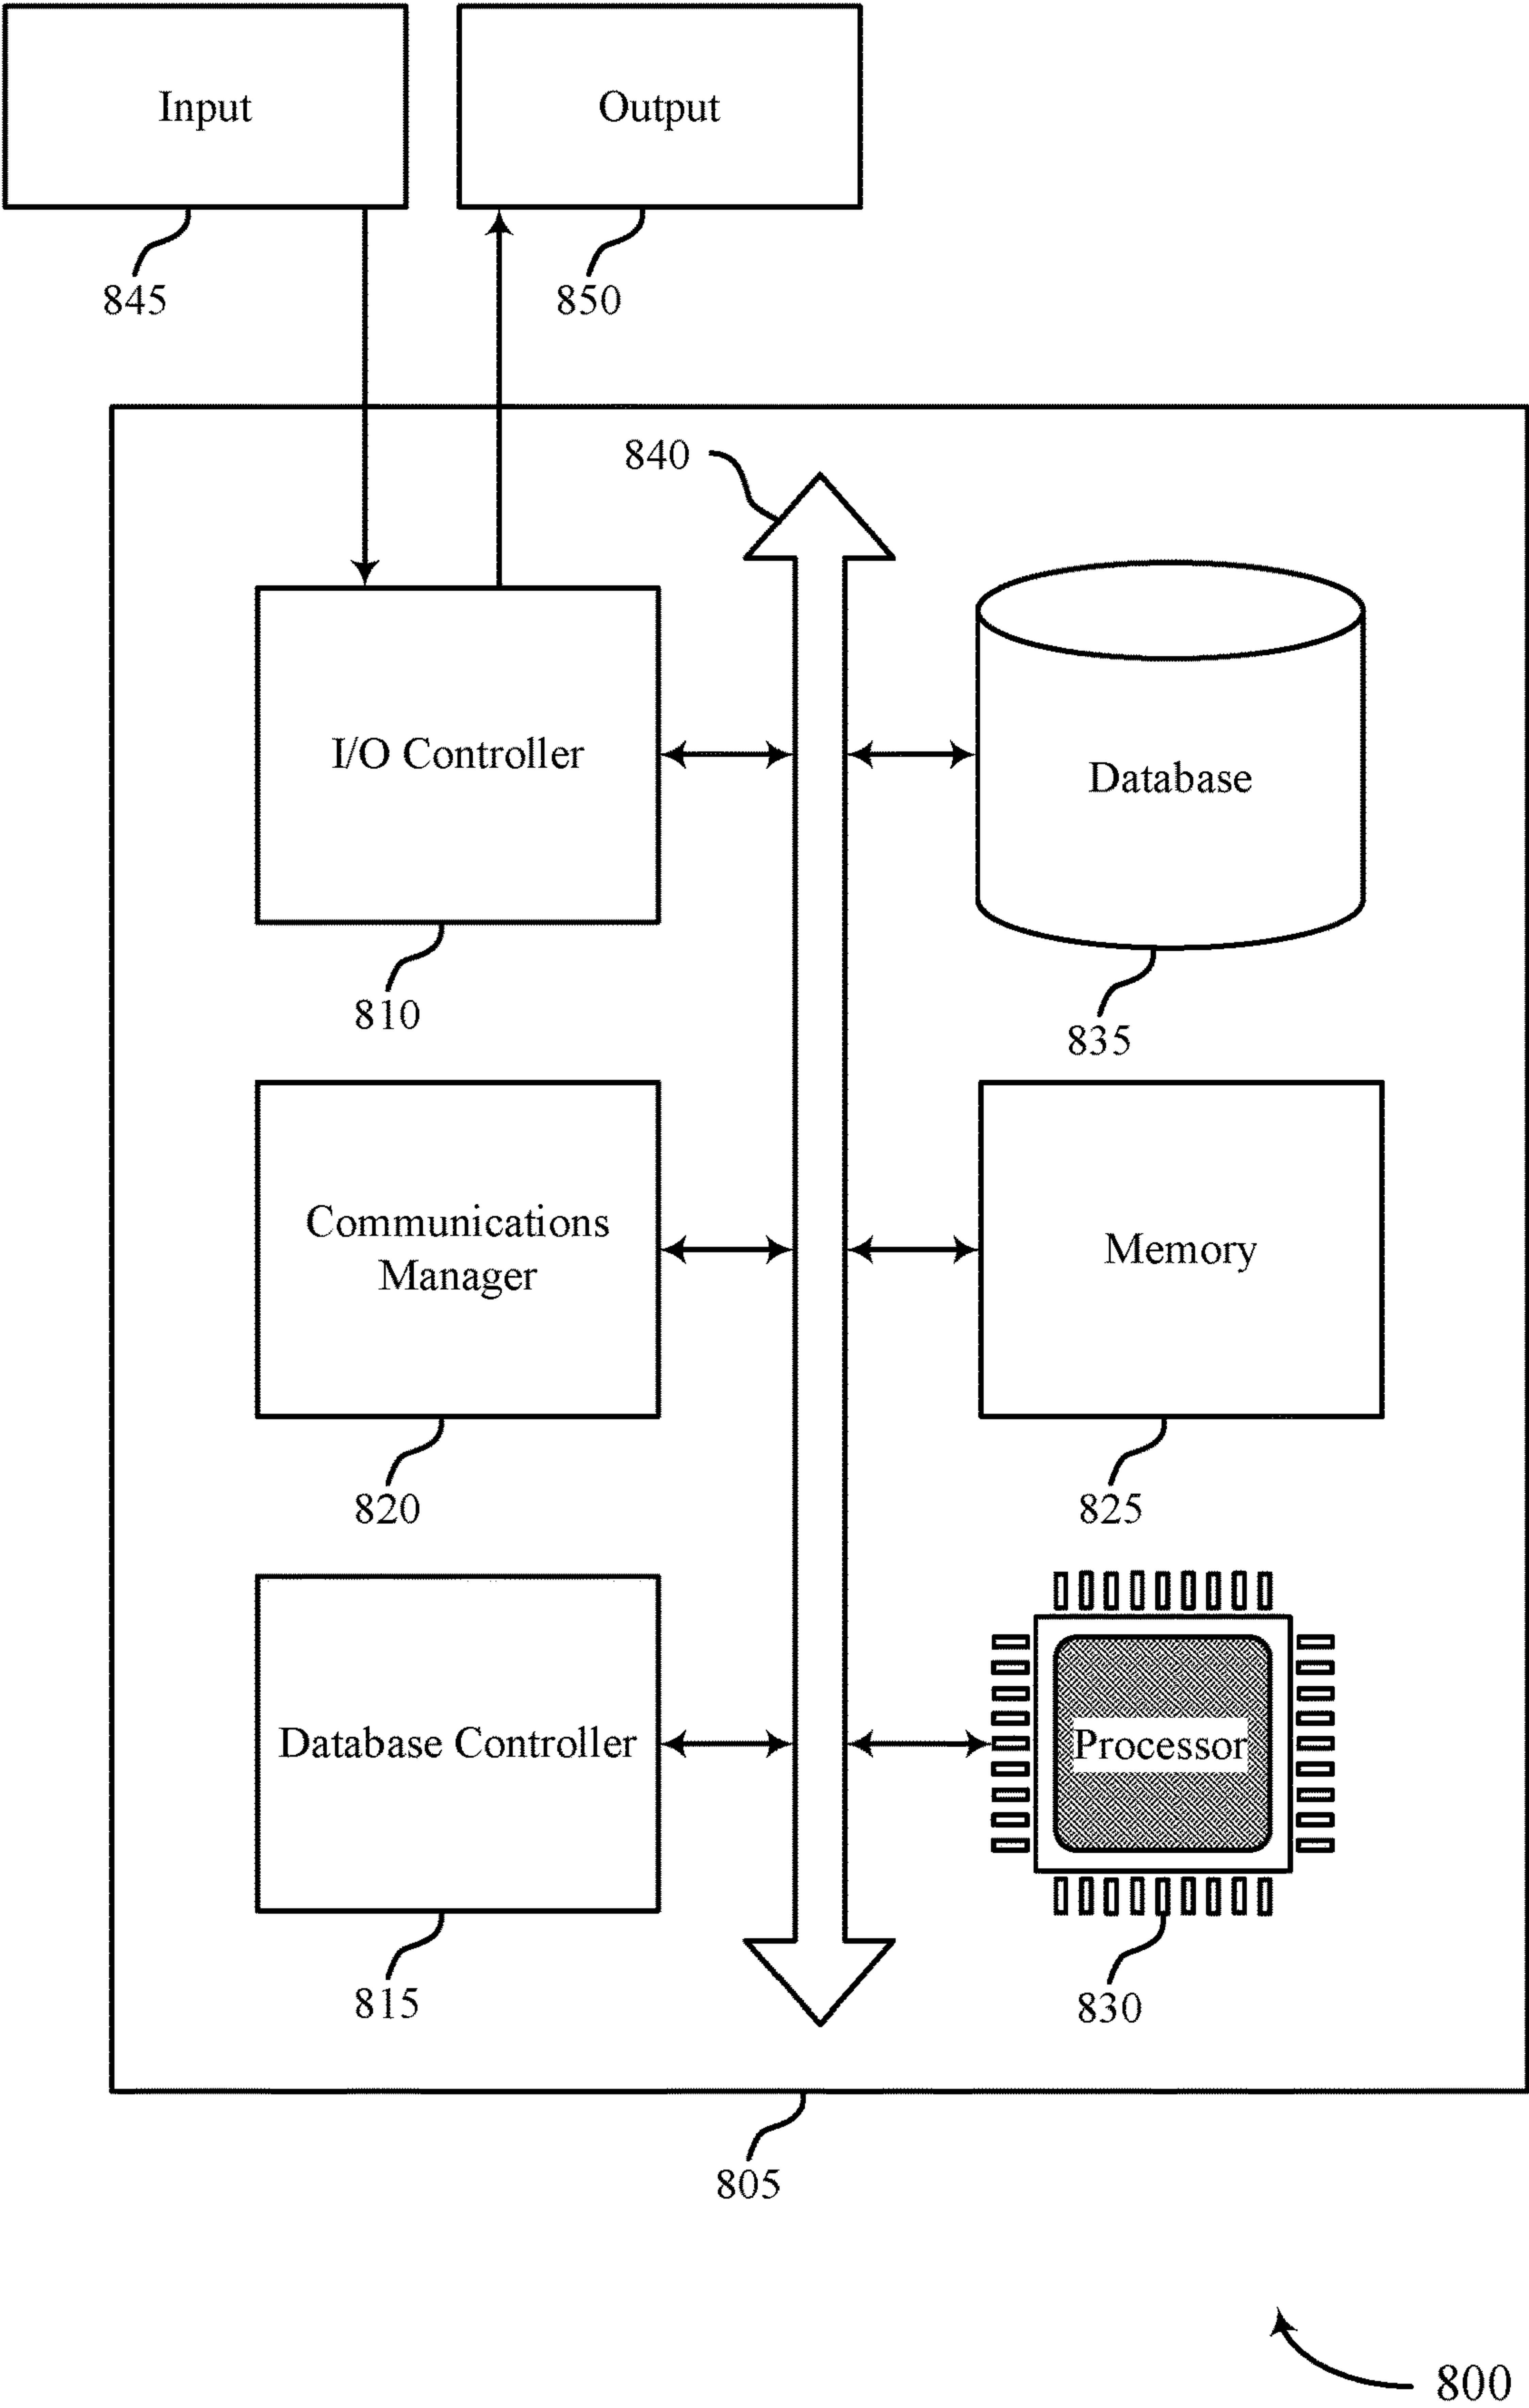 Input
Output
845
850
840
I/O Controller
Database
810
835
Communications
Manager
Memory
820
825
Database Controller
Processor
815
830
805
800